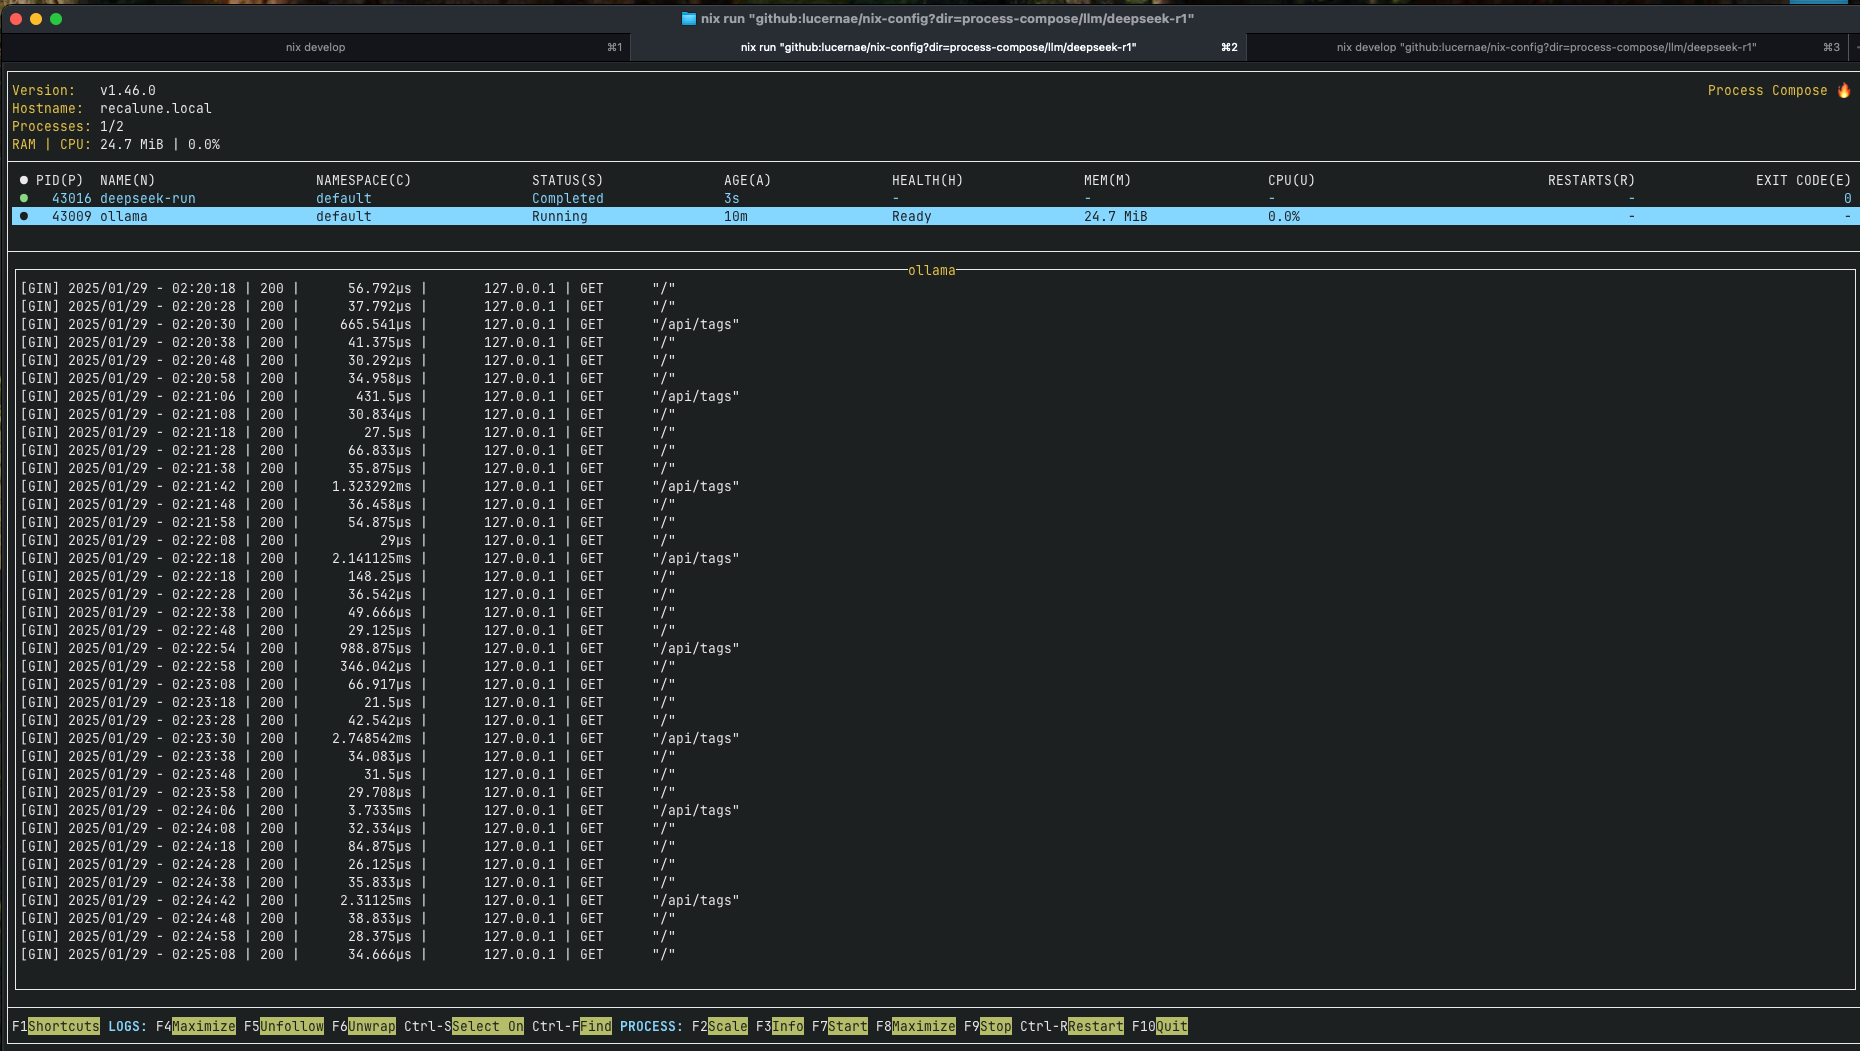 nix run "github:lucernae/nix-config?dir=process-compose/llm/deepseek-r1"
nix develop ⌘1 nix run "github:lucernae/nix-config?dir=process-compose/llm/deepseek-r1" ⌘2 nix develop "github:lucernae/nix-config?dir=process-compose/llm/deepseek-r1" ⌘3
Version: v1.46.0 Process Compose 🔥
Hostname: recalune.local
Processes: 1/2
RAM | CPU: 24.7 MiB | 0.0%
● PID(P) NAME(N) NAMESPACE(C) STATUS(S) AGE(A) HEALTH(H) MEM(M) CPU(U) RESTARTS(R) EXIT CODE(E)
● 43016 deepseek-run default Completed 3s - - - - 0
● 43009 ollama default Running 10m Ready 24.7 MiB 0.0% - -
ollama
[GIN] 2025/01/29 - 02:20:18 | 200 | 56.792µs | 127.0.0.1 | GET "/"
[GIN] 2025/01/29 - 02:20:28 | 200 | 37.792µs | 127.0.0.1 | GET "/"
[GIN] 2025/01/29 - 02:20:30 | 200 | 665.541µs | 127.0.0.1 | GET "/api/tags"
[GIN] 2025/01/29 - 02:20:38 | 200 | 41.375µs | 127.0.0.1 | GET "/"
[GIN] 2025/01/29 - 02:20:48 | 200 | 30.292µs | 127.0.0.1 | GET "/"
[GIN] 2025/01/29 - 02:20:58 | 200 | 34.958µs | 127.0.0.1 | GET "/"
[GIN] 2025/01/29 - 02:21:06 | 200 | 431.5µs | 127.0.0.1 | GET "/api/tags"
[GIN] 2025/01/29 - 02:21:08 | 200 | 30.834µs | 127.0.0.1 | GET "/"
[GIN] 2025/01/29 - 02:21:18 | 200 | 27.5µs | 127.0.0.1 | GET "/"
[GIN] 2025/01/29 - 02:21:28 | 200 | 66.833µs | 127.0.0.1 | GET "/"
[GIN] 2025/01/29 - 02:21:38 | 200 | 35.875µs | 127.0.0.1 | GET "/"
[GIN] 2025/01/29 - 02:21:42 | 200 | 1.323292ms | 127.0.0.1 | GET "/api/tags"
[GIN] 2025/01/29 - 02:21:48 | 200 | 36.458µs | 127.0.0.1 | GET "/"
[GIN] 2025/01/29 - 02:21:58 | 200 | 54.875µs | 127.0.0.1 | GET "/"
[GIN] 2025/01/29 - 02:22:08 | 200 | 29µs | 127.0.0.1 | GET "/"
[GIN] 2025/01/29 - 02:22:18 | 200 | 2.141125ms | 127.0.0.1 | GET "/api/tags"
[GIN] 2025/01/29 - 02:22:18 | 200 | 148.25µs | 127.0.0.1 | GET "/"
[GIN] 2025/01/29 - 02:22:28 | 200 | 36.542µs | 127.0.0.1 | GET "/"
[GIN] 2025/01/29 - 02:22:38 | 200 | 49.666µs | 127.0.0.1 | GET "/"
[GIN] 2025/01/29 - 02:22:48 | 200 | 29.125µs | 127.0.0.1 | GET "/"
[GIN] 2025/01/29 - 02:22:54 | 200 | 988.875µs | 127.0.0.1 | GET "/api/tags"
[GIN] 2025/01/29 - 02:22:58 | 200 | 346.042µs | 127.0.0.1 | GET "/"
[GIN] 2025/01/29 - 02:23:08 | 200 | 66.917µs | 127.0.0.1 | GET "/"
[GIN] 2025/01/29 - 02:23:18 | 200 | 21.5µs | 127.0.0.1 | GET "/"
[GIN] 2025/01/29 - 02:23:28 | 200 | 42.542µs | 127.0.0.1 | GET "/"
[GIN] 2025/01/29 - 02:23:30 | 200 | 2.748542ms | 127.0.0.1 | GET "/api/tags"
[GIN] 2025/01/29 - 02:23:38 | 200 | 34.083µs | 127.0.0.1 | GET "/"
[GIN] 2025/01/29 - 02:23:48 | 200 | 31.5µs | 127.0.0.1 | GET "/"
[GIN] 2025/01/29 - 02:23:58 | 200 | 29.708µs | 127.0.0.1 | GET "/"
[GIN] 2025/01/29 - 02:24:06 | 200 | 3.7335ms | 127.0.0.1 | GET "/api/tags"
[GIN] 2025/01/29 - 02:24:08 | 200 | 32.334µs | 127.0.0.1 | GET "/"
[GIN] 2025/01/29 - 02:24:18 | 200 | 84.875µs | 127.0.0.1 | GET "/"
[GIN] 2025/01/29 - 02:24:28 | 200 | 26.125µs | 127.0.0.1 | GET "/"
[GIN] 2025/01/29 - 02:24:38 | 200 | 35.833µs | 127.0.0.1 | GET "/"
[GIN] 2025/01/29 - 02:24:42 | 200 | 2.31125ms | 127.0.0.1 | GET "/api/tags"
[GIN] 2025/01/29 - 02:24:48 | 200 | 38.833µs | 127.0.0.1 | GET "/"
[GIN] 2025/01/29 - 02:24:58 | 200 | 28.375µs | 127.0.0.1 | GET "/"
[GIN] 2025/01/29 - 02:25:08 | 200 | 34.666µs | 127.0.0.1 | GET "/"
F1Shortcuts LOGS: F4Maximize F5Unfollow F6Unwrap Ctrl-SSelect On Ctrl-FFind PROCESS: F2Scale F3Info F7Start F8Maximize F9Stop Ctrl-RRestart F10Quit